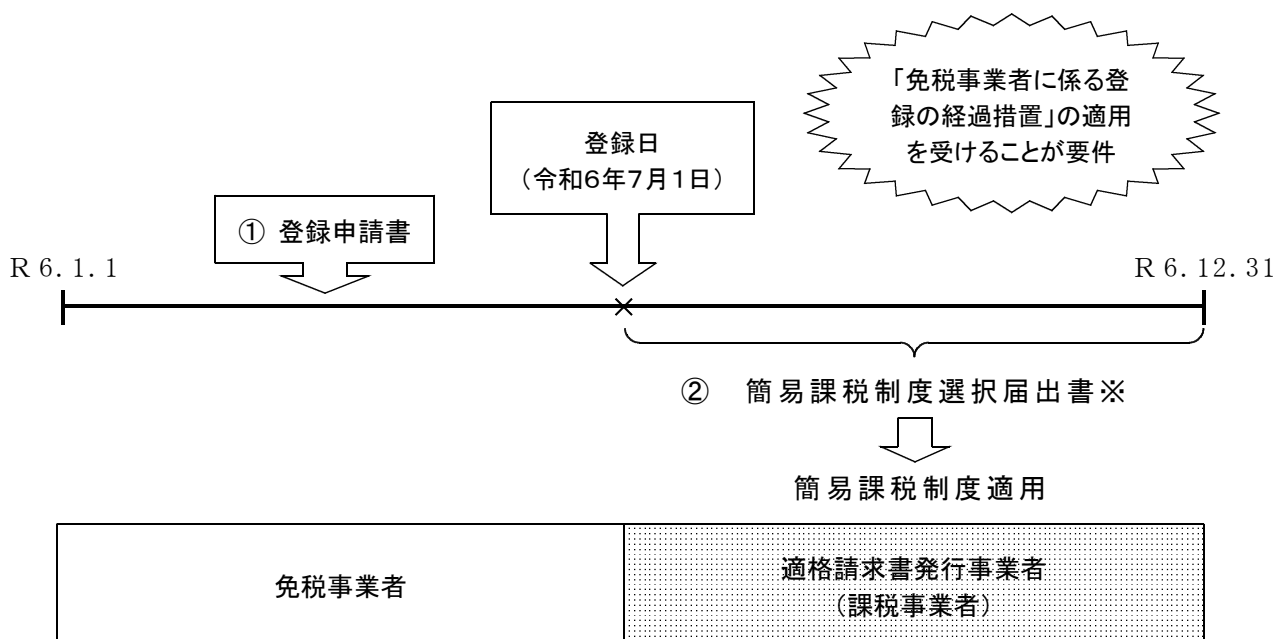 「免税事業者に係る登
録の経過措置」の適用
を受けることが要件
登録日
（令和６年７月１日）
① 登録申請書
R 6. 1. 1
R 6. 12. 31
② 簡易課税制度選択届出書※
簡易課税制度適用
免税事業者
適格請求書発行事業者
（課税事業者）